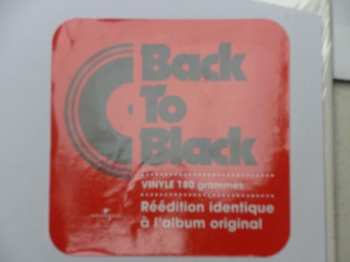 Back
To
Black
VINYLE 180 grammes
Réédition identique
à l'album original